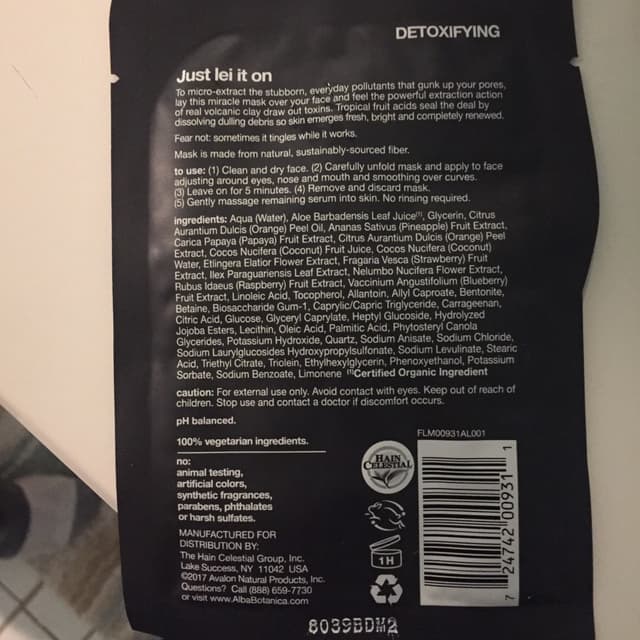 DETOXIFYING
Just lei it on
To micro-extract the stubborn, everyday pollutants that gunk up your pores,
lay this miracle mask over your face and feel the powerful extraction action
of real volcanic clay draw out toxins. Tropical fruit acids seal the deal by
dissolving dulling debris so skin emerges fresh, bright and completely renewed.
Fear not: sometimes it tingles while it works.
Mask is made from natural, sustainably-sourced fiber.
to use: (1) Clean and dry face. (2) Carefully unfold mask and apply to face
adjusting around eyes, nose and mouth and smoothing over curves.
(3) Leave on for 5 minutes. (4) Remove and discard mask.
(5) Gently massage remaining serum into skin. No rinsing required.
ingredients: Aqua (Water), Aloe Barbadensis Leaf Juice(1), Glycerin, Citrus
Aurantium Dulcis (Orange) Peel Oil, Ananas Sativus (Pineapple) Fruit Extract,
Carica Papaya (Papaya) Fruit Extract, Citrus Aurantium Dulcis (Orange) Peel
Extract, Cocos Nucifera (Coconut) Fruit Juice, Cocos Nucifera (Coconut)
Water, Etlingera Elatior Flower Extract, Fragaria Vesca (Strawberry) Fruit
Extract, Ilex Paraguariensis Leaf Extract, Nelumbo Nucifera Flower Extract,
Rubus Idaeus (Raspberry) Fruit Extract, Vaccinium Angustifolium (Blueberry)
Fruit Extract, Linoleic Acid, Tocopherol, Allantoin, Allyl Caproate, Bentonite,
Betaine, Biosaccharide Gum-1, Caprylic/Capric Triglyceride, Carrageenan,
Citric Acid, Glucose, Glyceryl Caprylate, Heptyl Glucoside, Hydrolyzed
Jojoba Esters, Lecithin, Oleic Acid, Palmitic Acid, Phytosteryl Canola
Glycerides, Potassium Hydroxide, Quartz, Sodium Anisate, Sodium Chloride,
Sodium Laurylglucosides Hydroxypropylsulfonate, Sodium Levulinate, Stearic
Acid, Triethyl Citrate, Triolein, Ethylhexylglycerin, Phenoxyethanol, Potassium
Sorbate, Sodium Benzoate, Limonene (1)Certified Organic Ingredient
caution: For external use only. Avoid contact with eyes. Keep out of reach of
children. Stop use and contact a doctor if discomfort occurs.
pH balanced.
100% vegetarian ingredients.
no:
animal testing,
artificial colors,
synthetic fragrances,
parabens, phthalates
or harsh sulfates.
MANUFACTURED FOR
DISTRIBUTION BY:
The Hain Celestial Group, Inc.
Lake Success, NY 11042 USA
©2017 Avalon Natural Products, Inc.
Questions? Call (888) 659-7730
or visit www.AlbaBotanica.com
FLM00931AL001
HAIN
CELESTIAL
1H
7 24742 00931 1
8039BDM2